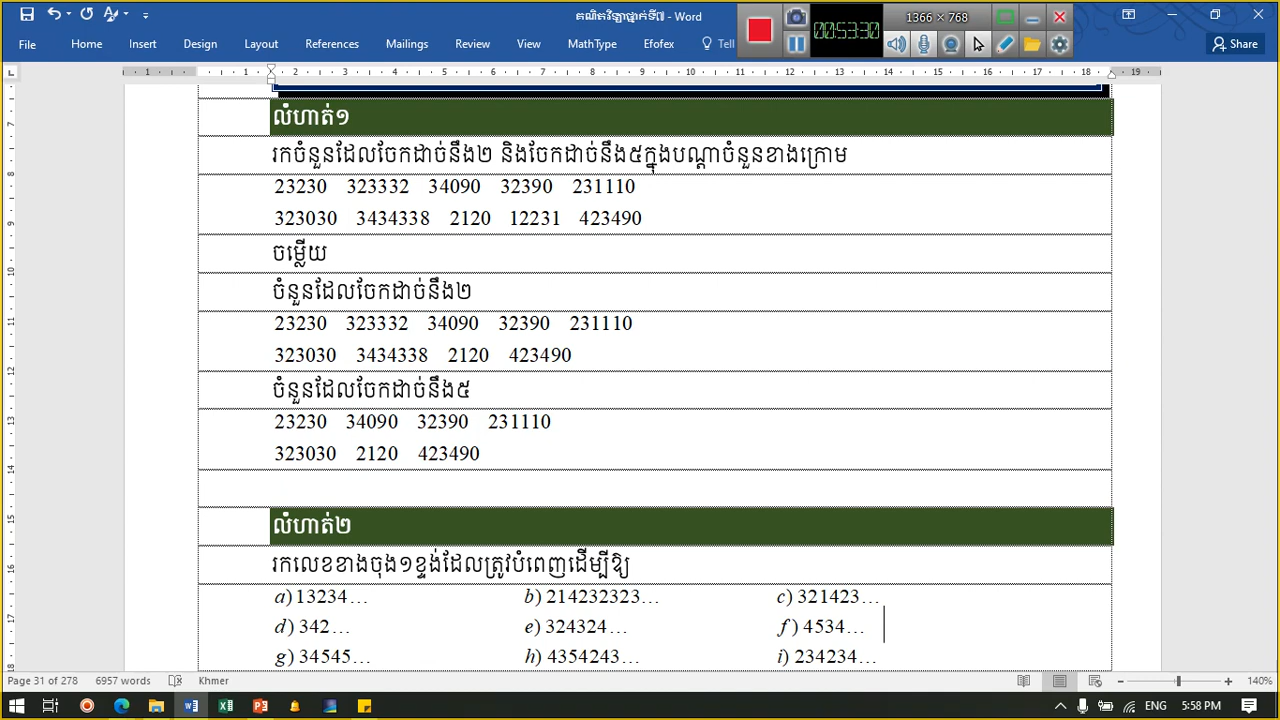 គណិតវិទ្យាថ្នាក់ទី៧ - Word
1366 × 768
00:53:30
File Home Insert Design Layout References Mailings Review View MathType Efofex Tell Share
លំហាត់១
រកចំនួនដែលចែកដាច់នឹង២ និងចែកដាច់នឹង៥ក្នុងបណ្តាចំនួនខាងក្រោម
23230 323332 34090 32390 231110
323030 3434338 2120 12231 423490
ចម្លើយ
ចំនួនដែលចែកដាច់នឹង២
23230 323332 34090 32390 231110
323030 3434338 2120 423490
ចំនួនដែលចែកដាច់នឹង៥
23230 34090 32390 231110
323030 2120 423490
លំហាត់២
រកលេខខាងចុង១ខ្ទង់ដែលត្រូវបំពេញដើម្បីឱ្យ
a) 13234… b) 214232323… c) 321423…
d) 342… e) 324324… f) 4534…
g) 34545… h) 4354243… i) 234234…
Page 31 of 278 6957 words Khmer 140%
ENG 5:58 PM